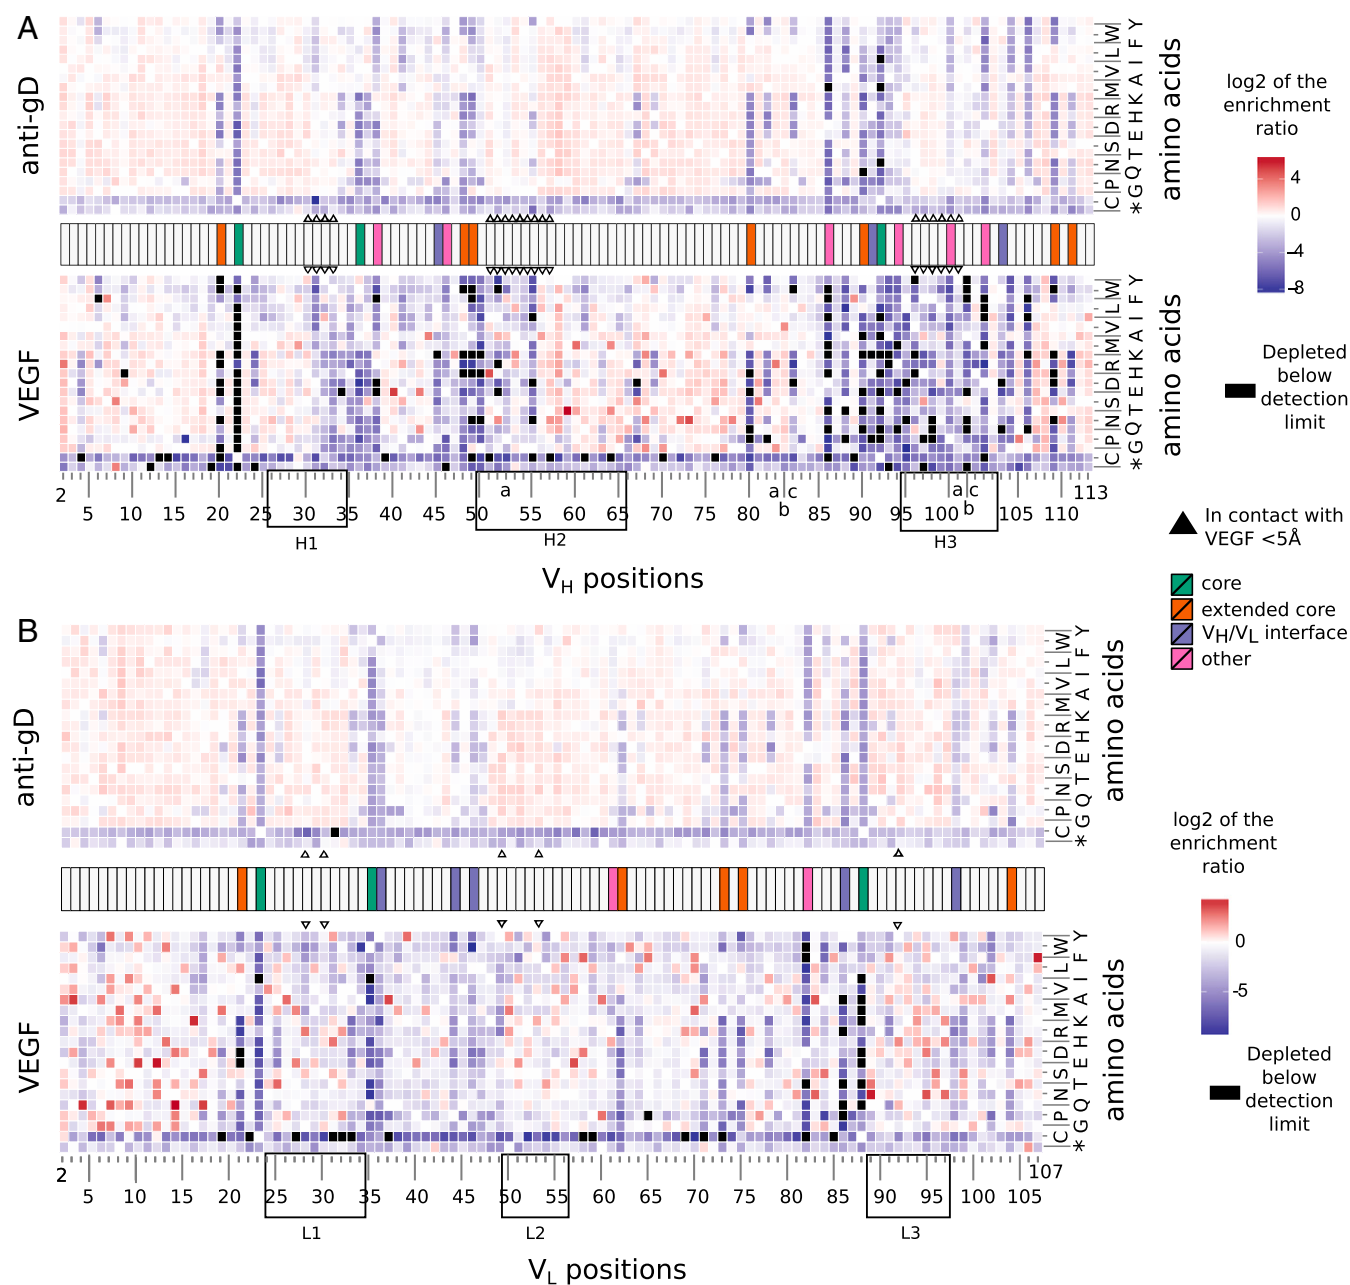 A
anti-gD
W Y
L F
V I
M A
R K
D H
S E
N T
P Q
C G
*
amino acids
log2 of the
enrichment
ratio
4
0
-4
-8
VEGF
W Y
L F
V I
M A
R K
D H
S E
N T
P Q
C G
*
amino acids
Depleted
below
detection
limit
2 a a c a c 113
b b
5 10 15 20 25 30 35 40 45 50 55 60 65 70 75 80 85 90 95 100 105 110
H1 H2 H3
VH positions
In contact with
VEGF <5Å
core
extended core
VH/VL interface
other
B
anti-gD
W Y
L F
V I
M A
R K
D H
S E
N T
P Q
C G
*
amino acids
log2 of the
enrichment
ratio
0
-5
VEGF
W Y
L F
V I
M A
R K
D H
S E
N T
P Q
C G
*
amino acids
Depleted
below
detection
limit
2 107
5 10 15 20 25 30 35 40 45 50 55 60 65 70 75 80 85 90 95 100 105
L1 L2 L3
VL positions